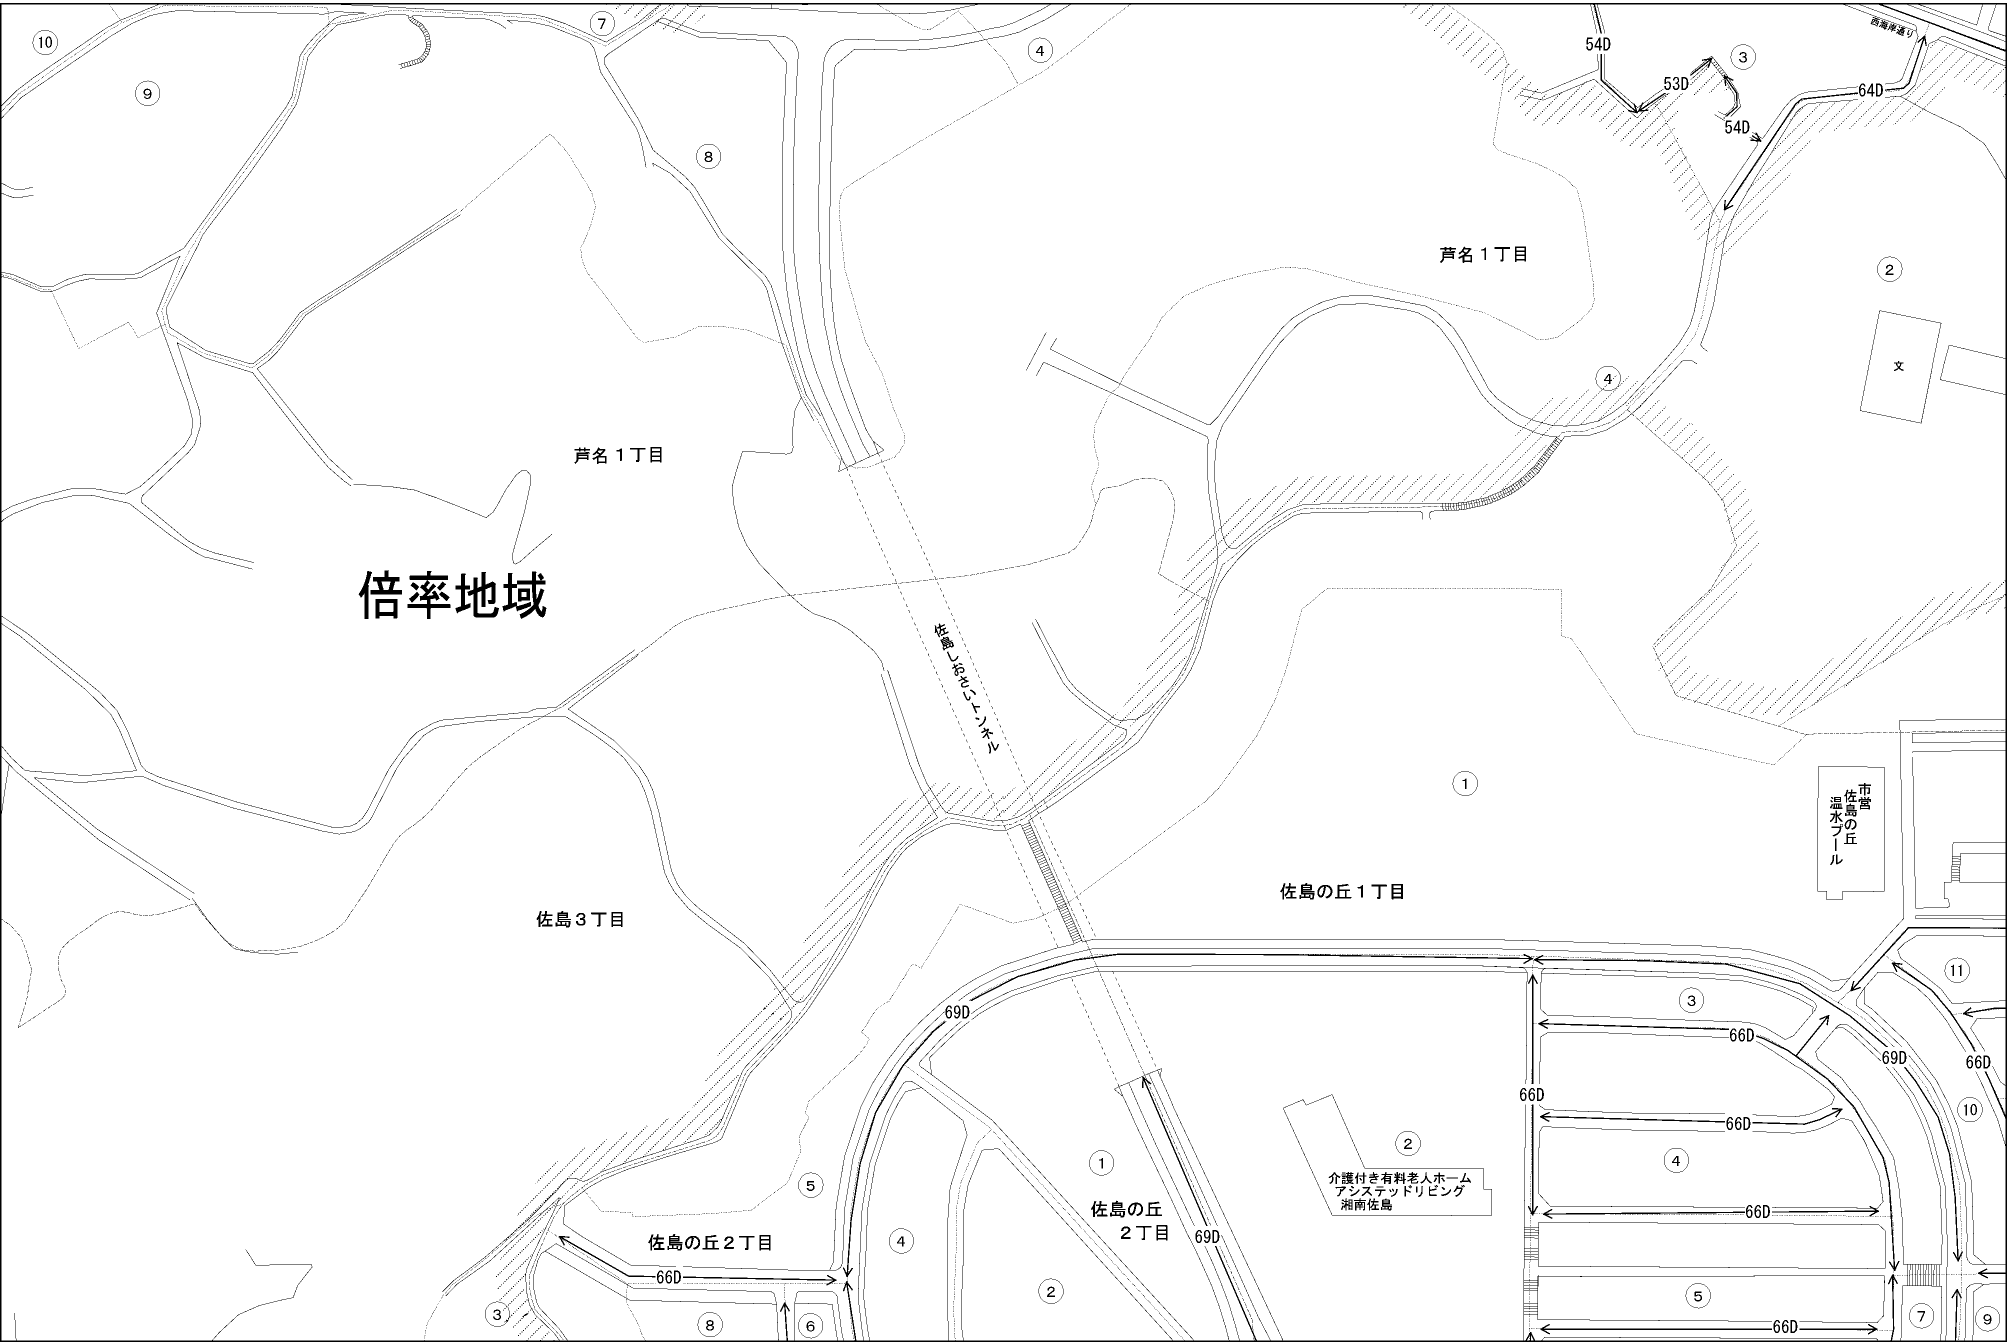 ⑩
⑨
⑦
④
⑧
54D
53D
③
54D
64D
西海岸通り
芦名1丁目
②
文
④
芦名1丁目
倍率地域
佐島しおさいトンネル
①
市営
佐島の丘
温水プール
佐島の丘1丁目
佐島3丁目
69D
⑪
③
66D
69D
66D
66D
⑩
66D
④
②
介護付き有料老人ホーム
アシステッドリビング
湘南佐島
①
佐島の丘
2丁目
69D
⑤
④
佐島の丘2丁目
66D
66D
②
⑤
③
⑧
⑥
66D
⑦
⑨